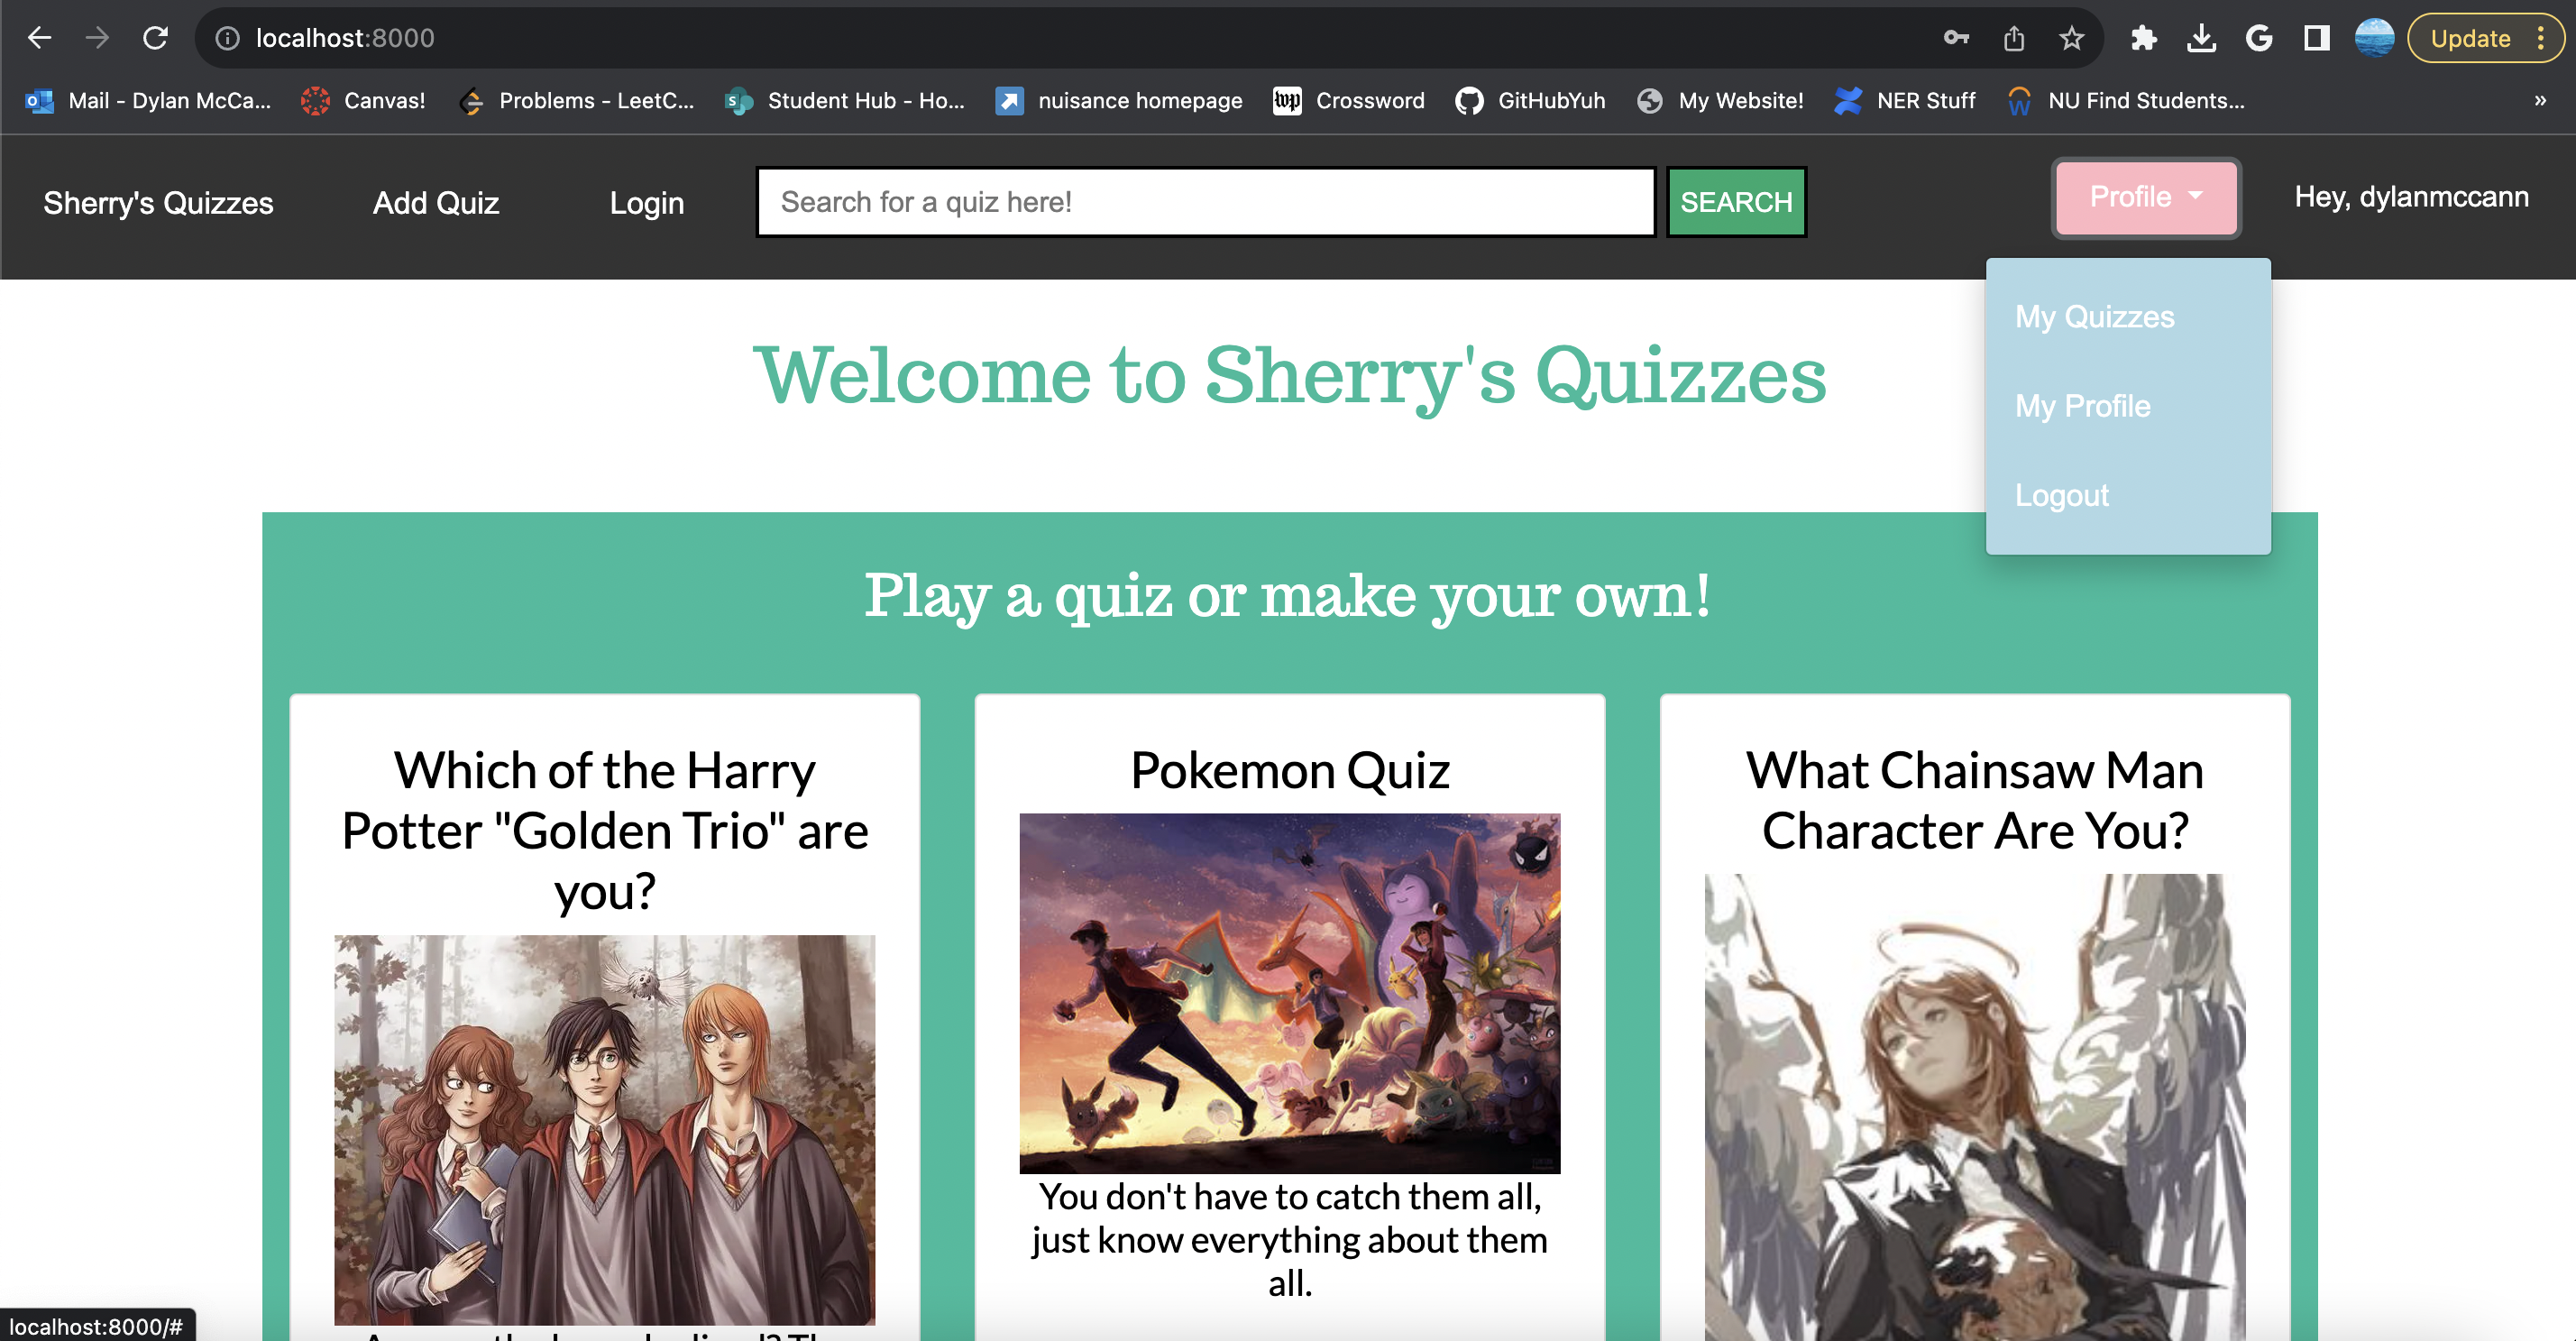 localhost:8000
Update
Mail - Dylan McCa...
Canvas!
Problems - LeetC...
Student Hub - Ho...
nuisance homepage
wp
Crossword
GitHubYuh
My Website!
NER Stuff
NU Find Students...
»
Sherry's Quizzes
Add Quiz
Login
Search for a quiz here!
SEARCH
Profile
Hey, dylanmccann
My Quizzes
My Profile
Logout
Welcome to Sherry's Quizzes
Play a quiz or make your own!
Which of the Harry
Potter "Golden Trio" are
you?
Pokemon Quiz
You don't have to catch them all,
just know everything about them
all.
What Chainsaw Man
Character Are You?
localhost:8000/#